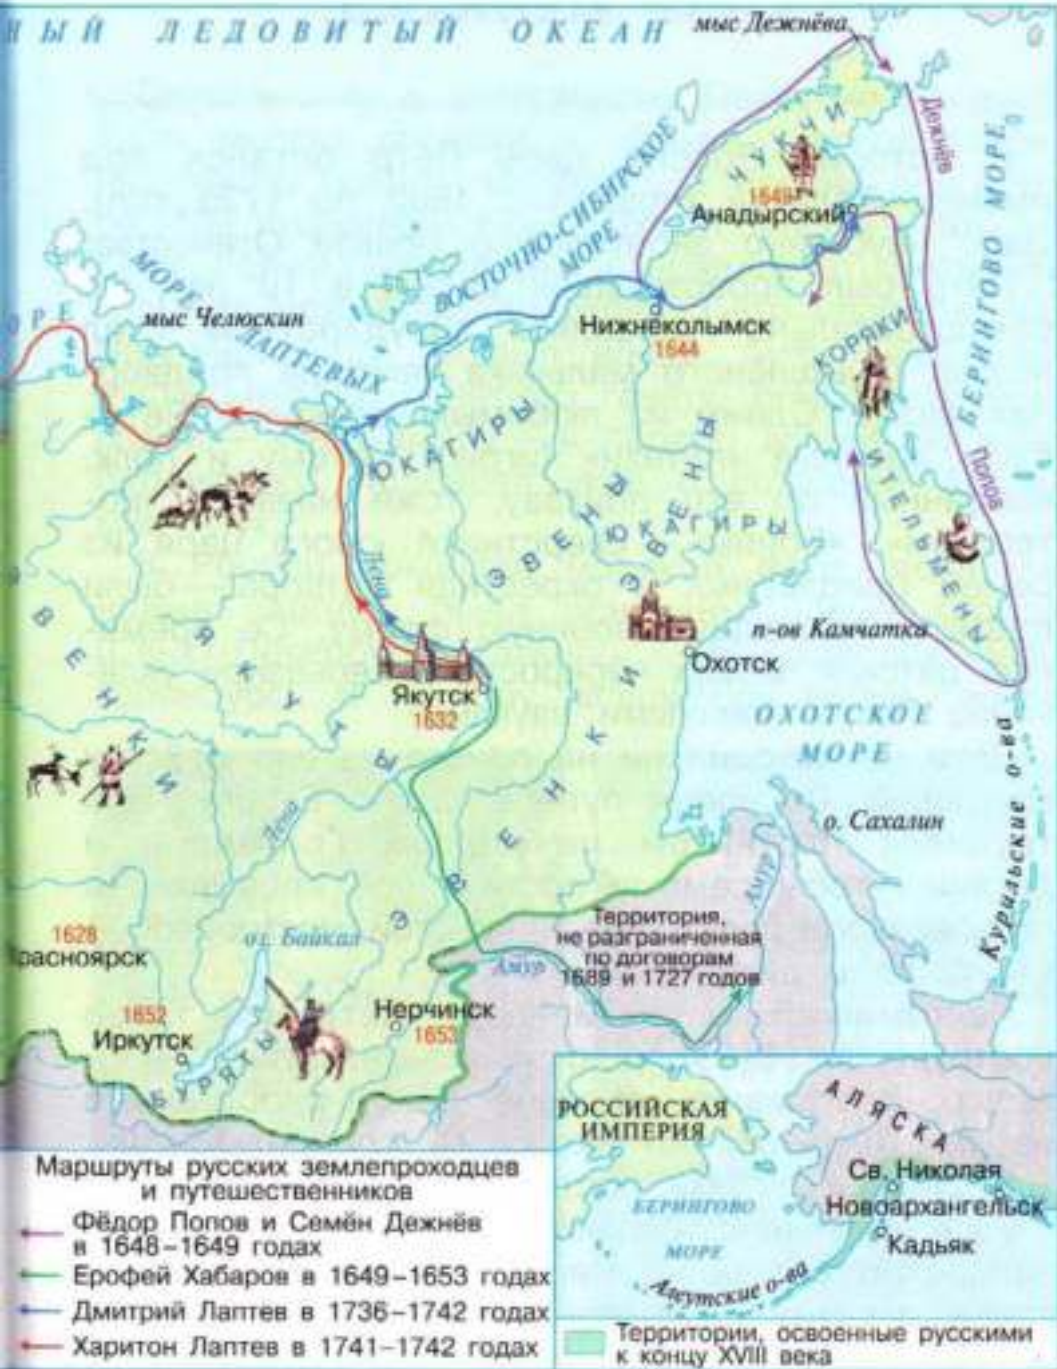 НЫЙ ЛЕДОВИТЫЙ ОКЕАН
мыс Дежнёва
Дежнёв
ЧУКЧИ
1649
Анадырский
БЕРИНГОВО МОРЕ
ВОСТОЧНО-СИБИРСКОЕ
МОРЕ
МОРЕ
ЛАПТЕВЫХ
ОРЕ
мыс Челюскин
Нижнеколымск
1644
КОРЯКИ
Попов
ИТЕЛЬМЕНЫ
ЮКАГИРЫ
ЭВЕНЫ
ЮКАГИРЫ
ЭВЕНЫ
Лена
ВЕНКИ
ЯКУТЫ
Якутск
1632
п-ов Камчатка
Охотск
ОХОТСКОЕ
МОРЕ
ЭВЕНКИ
Лена
о. Сахалин
Курильские о-ва
Амур
1628
расноярск
оз. Байкал
Территория,
не разграниченная
по договорам
1689 и 1727 годов
Амур
1652
Иркутск
Нерчинск
1653
БУРЯТЫ
РОССИЙСКАЯ
ИМПЕРИЯ
АЛЯСКА
Св. Николая
Новоархангельск
Кадьяк
БЕРИНГОВО
МОРЕ
Алеутские о-ва
Маршруты русских землепроходцев
и путешественников
Фёдор Попов и Семён Дежнёв
в 1648–1649 годах
Ерофей Хабаров в 1649–1653 годах
Дмитрий Лаптев в 1736–1742 годах
Харитон Лаптев в 1741–1742 годах
Территории, освоенные русскими
к концу XVIII века